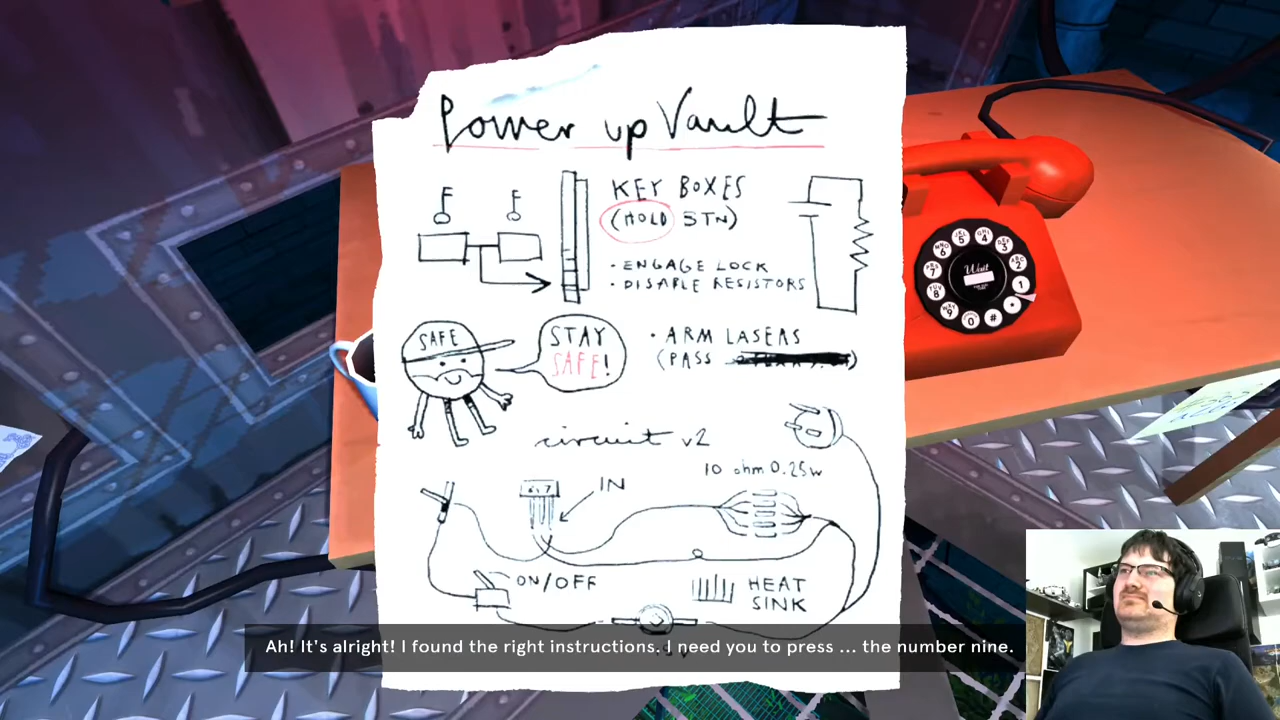 Power up Vault
KEY BOXES
(HOLD BTN)
• ENGAGE LOCK
• DISABLE RESISTORS
SAFE
STAY
SAFE!
• ARM LASERS
(PASS
circuit v2
10 ohm 0.25w
IN
ON/OFF
HEAT
SINK
Ah! It's alright! I found the right instructions. I need you to press ... the number nine.